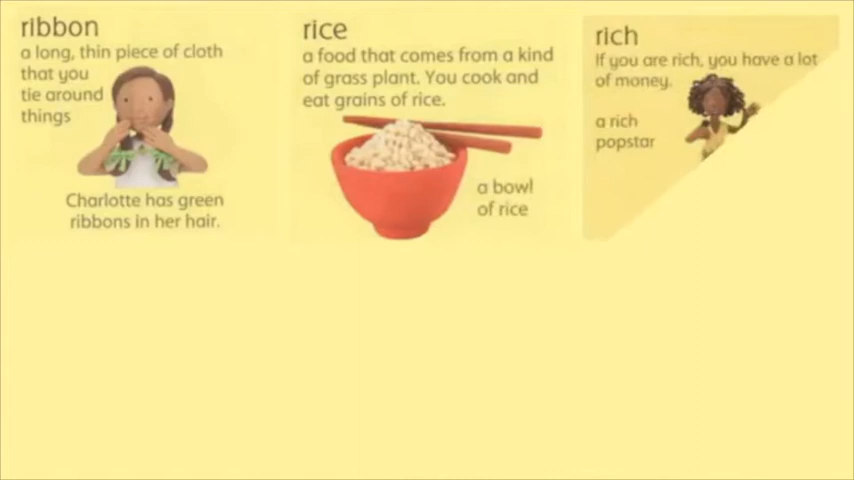 ribbon
a long, thin piece of cloth
that you
tie around
things
Charlotte has green
ribbons in her hair.
rice
a food that comes from a kind
of grass plant. You cook and
eat grains of rice.
a bowl
of rice
rich
If you are rich, you have a lot
of money.
a rich
popstar